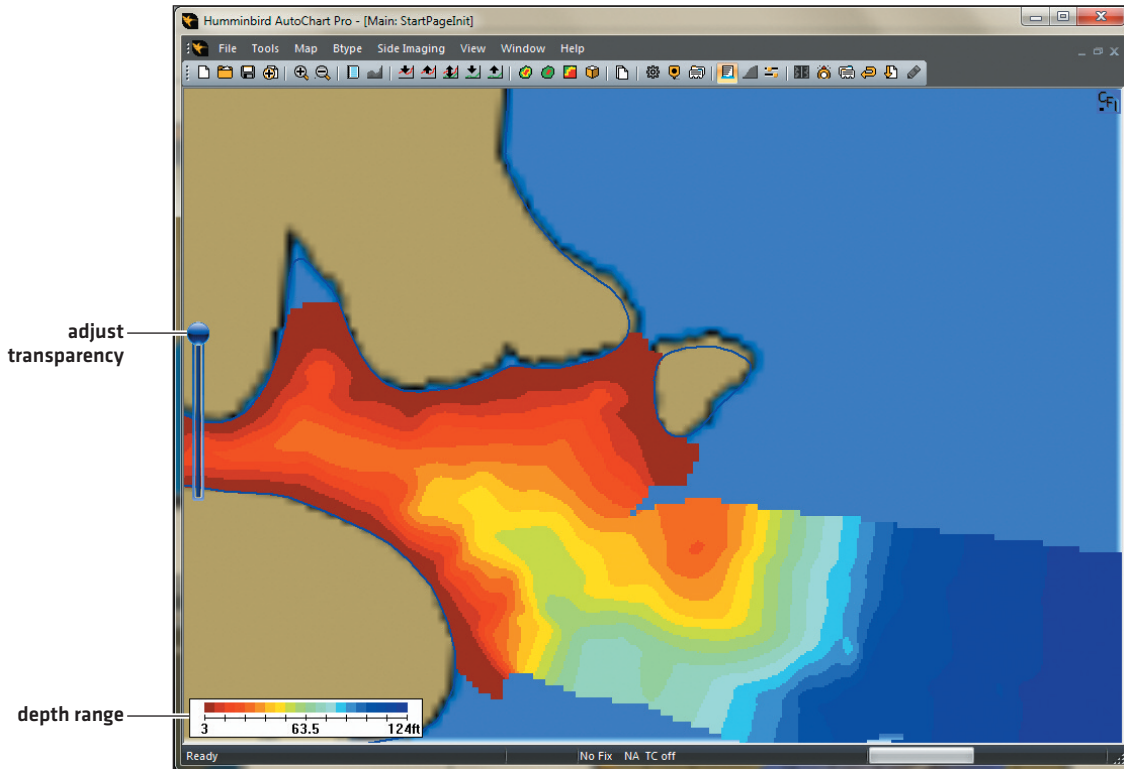 Humminbird AutoChart Pro - [Main: StartPageInit]
File Tools Map Btype Side Imaging View Window Help
CFI
adjust
transparency
depth range
3 63.5 124ft
Ready No Fix NA TC off